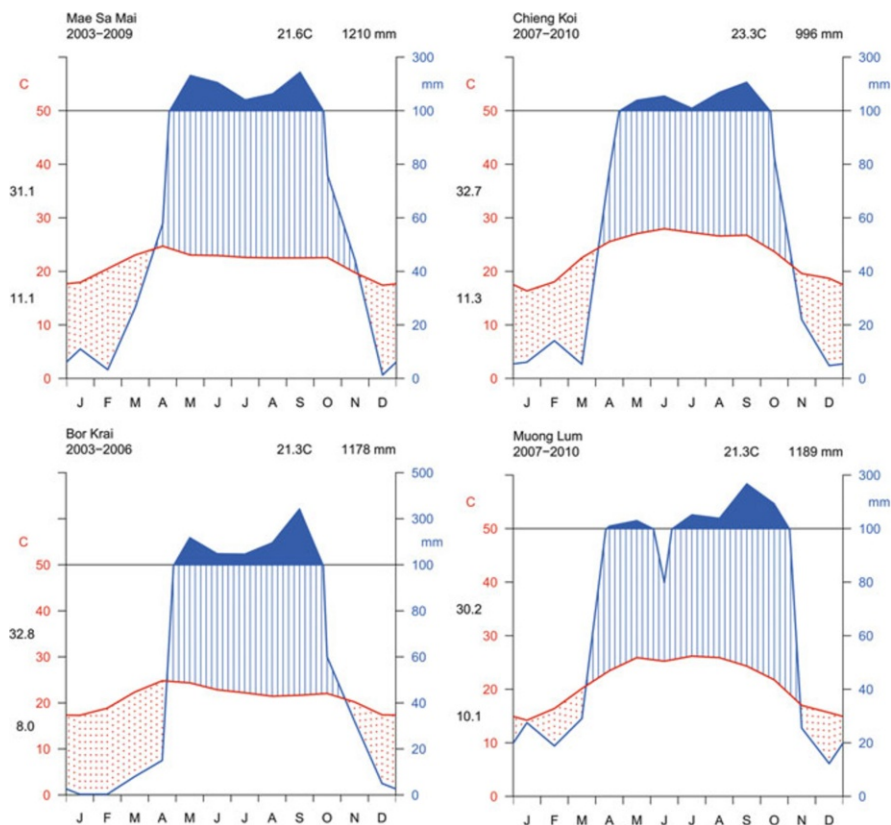 Mae Sa Mai
2003−2009 21.6C 1210 mm
C 300
mm
50 100
40 80
31.1
30 60
20 40
11.1
10 20
0 0
J F M A M J J A S O N D
Chieng Koi
2007−2010 23.3C 996 mm
C 300
mm
50 100
40 80
32.7
30 60
20 40
11.3
10 20
0 0
J F M A M J J A S O N D
Bor Krai
2003−2006 21.3C 1178 mm
500
300
C mm
50 100
40 80
32.8
30 60
20 40
8.0
10 20
0 0
J F M A M J J A S O N D
Muong Lum
2007−2010 21.3C 1189 mm
C 300
mm
50 100
40 80
30.2
30 60
20 40
10.1
10 20
0 0
J F M A M J J A S O N D